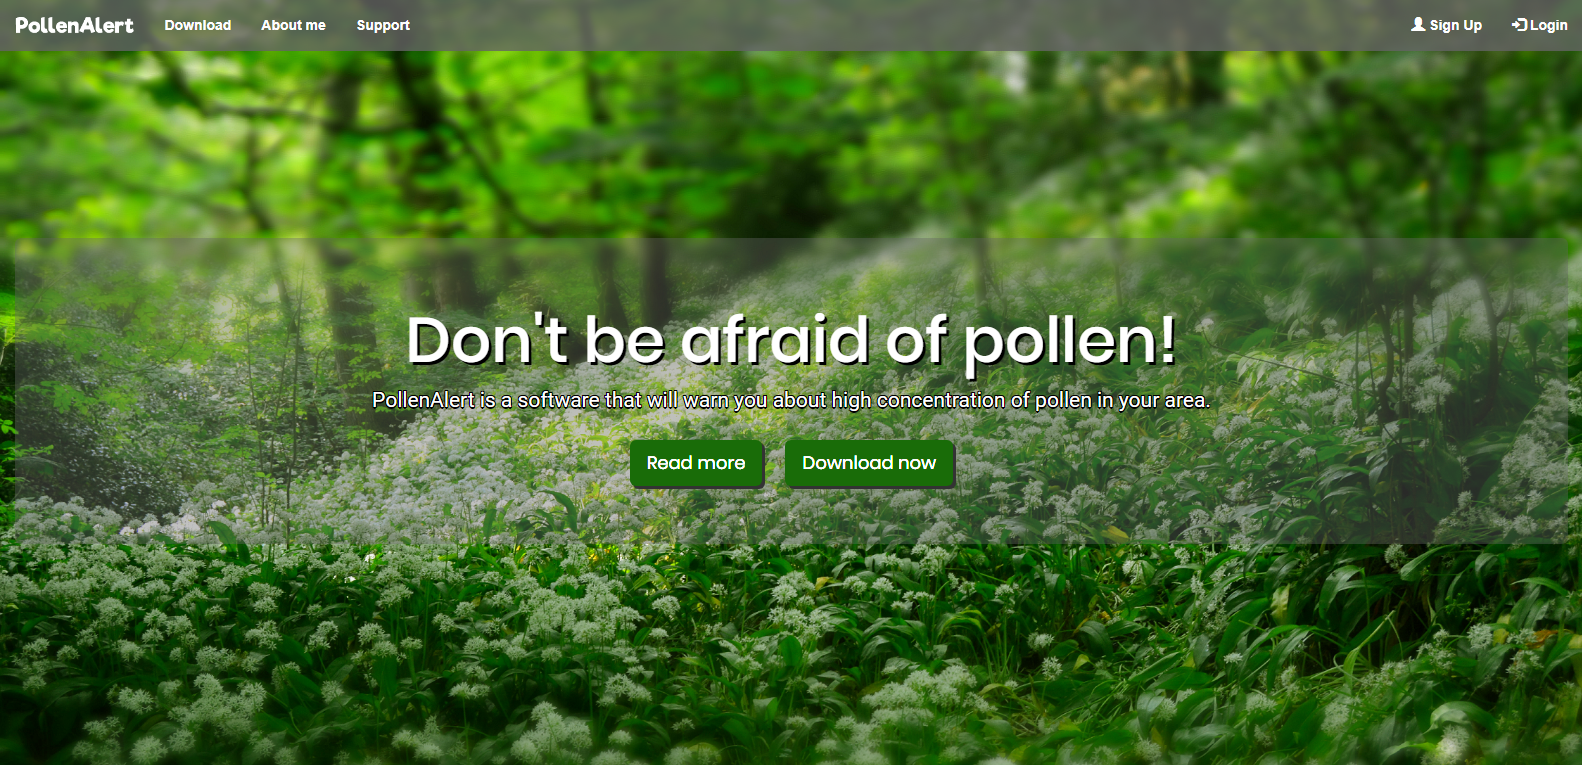 PollenAlert Download About me Support Sign Up Login
Don't be afraid of pollen!
PollenAlert is a software that will warn you about high concentration of pollen in your area.
Read more Download now